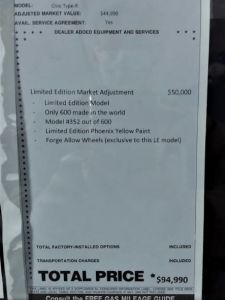 MODEL: Civic Type-R
ADJUSTED MARKET VALUE: $44,990
AVAIL. SERVICE AGREEMENT: Yes
DEALER ADDED EQUIPMENT AND SERVICES
Limited Edition Market Adjustment $50,000
- Limited Edition Model
- Only 600 made in the world
- Model #352 out of 600
- Limited Edition Phoenix Yellow Paint
- Forge Allow Wheels (exclusive to this LE model)
TOTAL FACTORY-INSTALLED OPTIONS INCLUDED
TRANSPORTATION CHARGES INCLUDED
TOTAL PRICE * $94,990
Consult the FREE GAS MILEAGE GUIDE